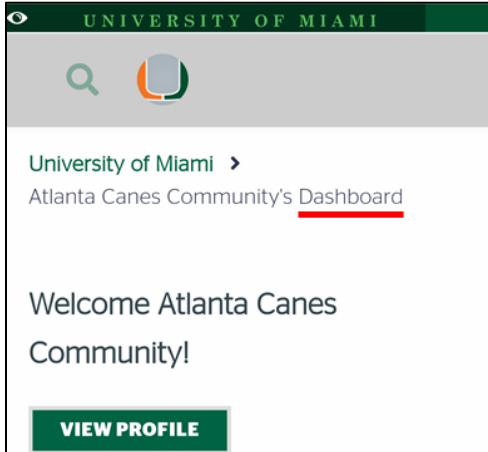 UNIVERSITY OF MIAMI
University of Miami >
Atlanta Canes Community's Dashboard
Welcome Atlanta Canes
Community!
VIEW PROFILE